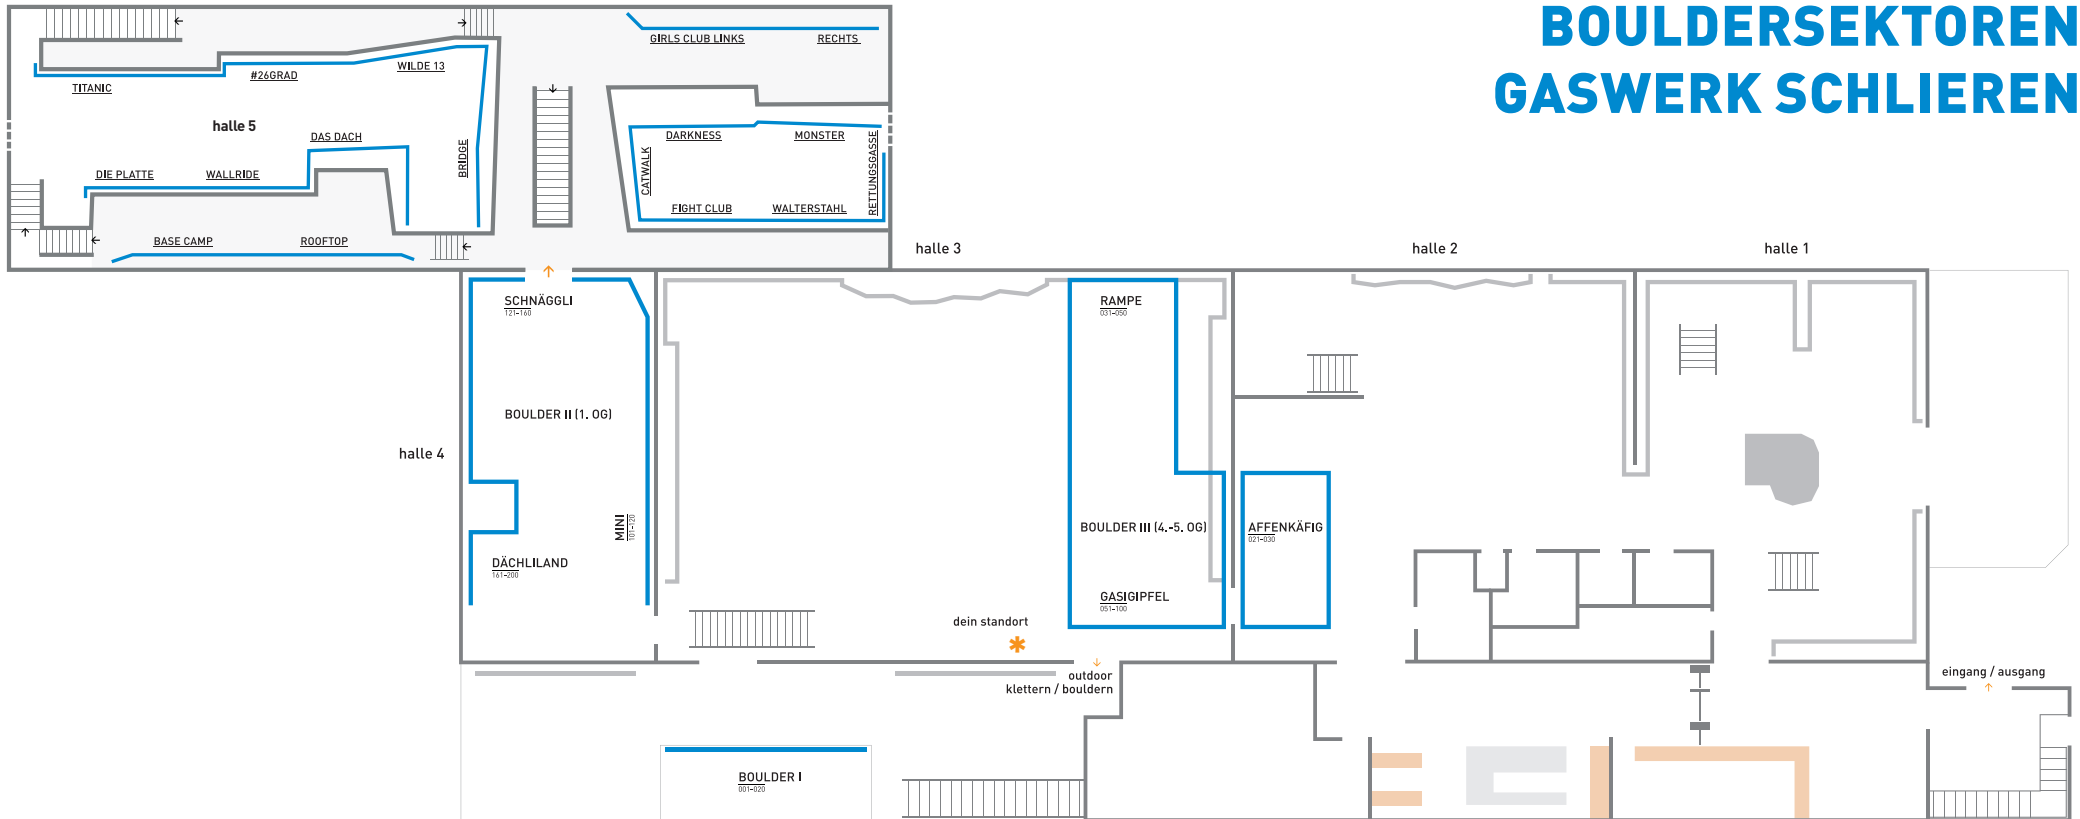 BOULDERSEKTOREN
GASWERK SCHLIEREN
GIRLS CLUB LINKS
RECHTS
TITANIC
#26GRAD
WILDE 13
halle 5
DAS DACH
BRIDGE
DIE PLATTE
WALLRIDE
BASE CAMP
ROOFTOP
DARKNESS
MONSTER
CATWALK
RETTUNGSGASSE
FIGHT CLUB
WALTERSTAHL
halle 3
halle 2
halle 1
SCHNÄGGLI
121–160
RAMPE
031–050
BOULDER II (1. OG)
halle 4
MINI
101–120
DÄCHLILAND
161–200
BOULDER III (4.-5. OG)
AFFENKÄFIG
021–030
GASIGIPFEL
051–100
dein standort
outdoor
klettern / bouldern
eingang / ausgang
BOULDER I
001–020